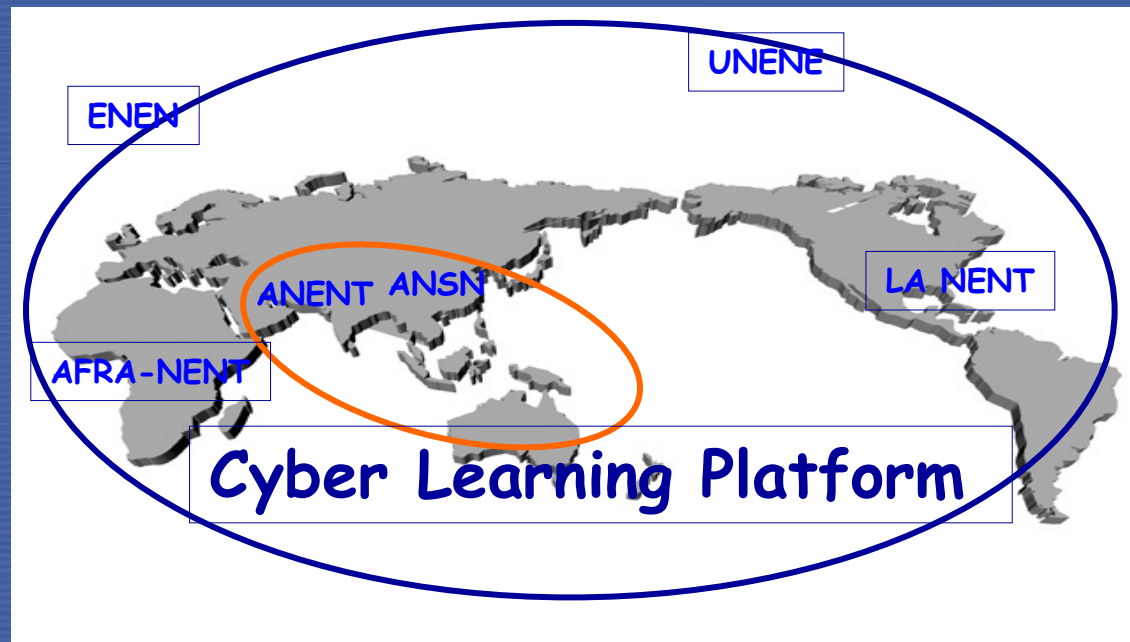 UNENE
ENEN
ANENT ANSN
LA NENT
AFRA-NENT
Cyber Learning Platform